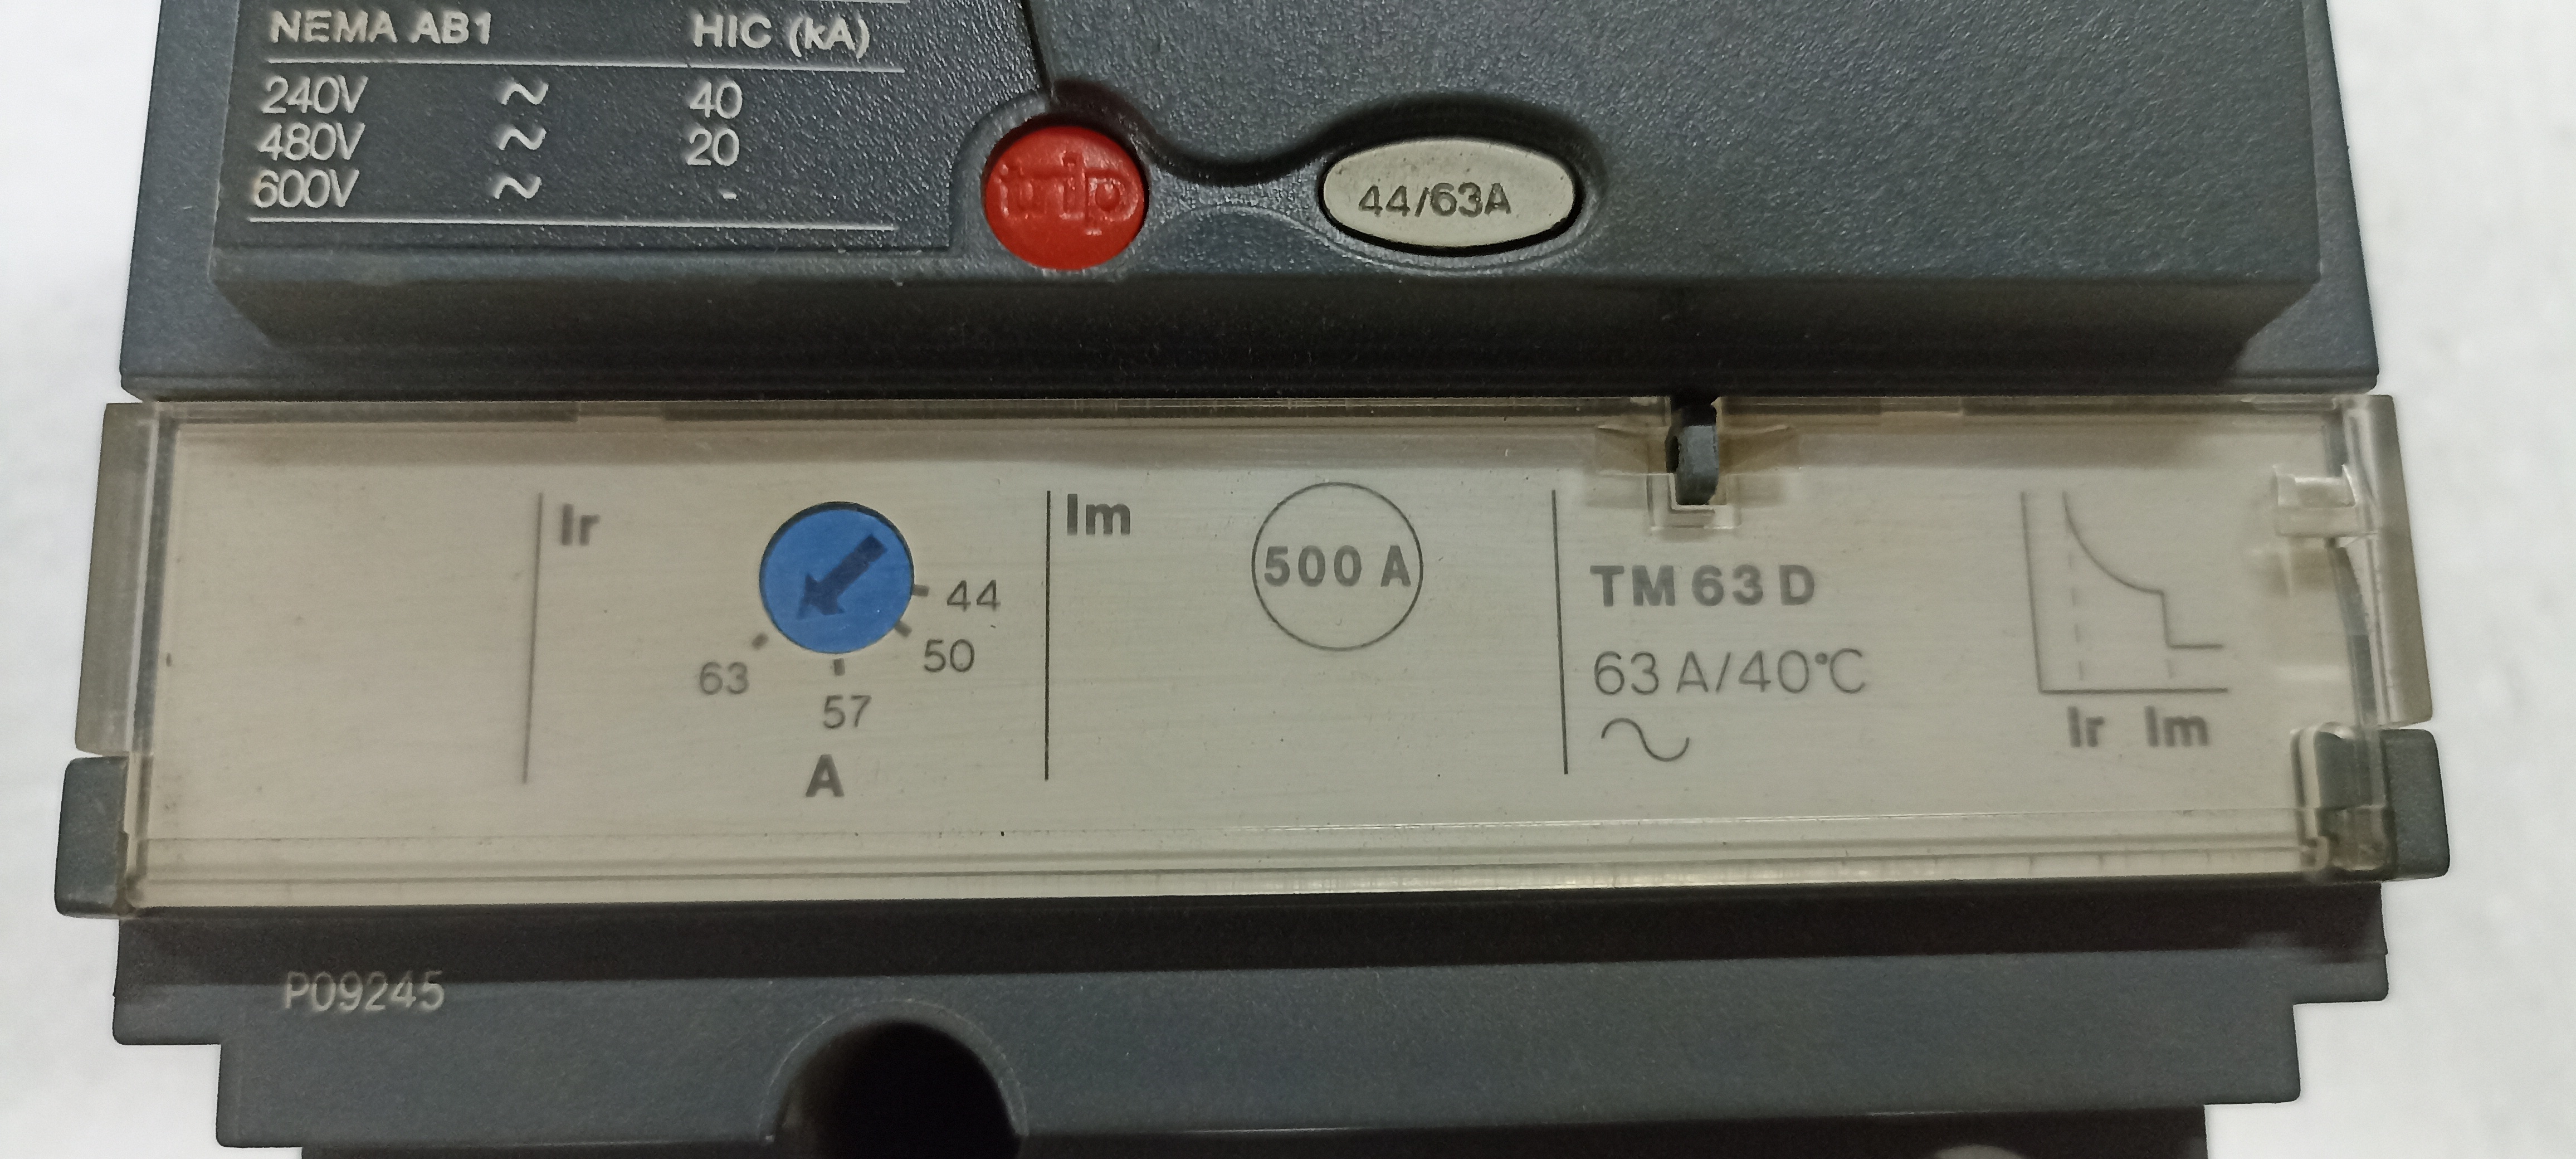 NEMA AB1 HIC (kA)
240V ~ 40
480V ~ 20
600V ~ -
trip
44/63A
Ir
44
50
57
63
A
Im
500 A
TM 63 D
63 A/40°C
~
Ir Im
P09245